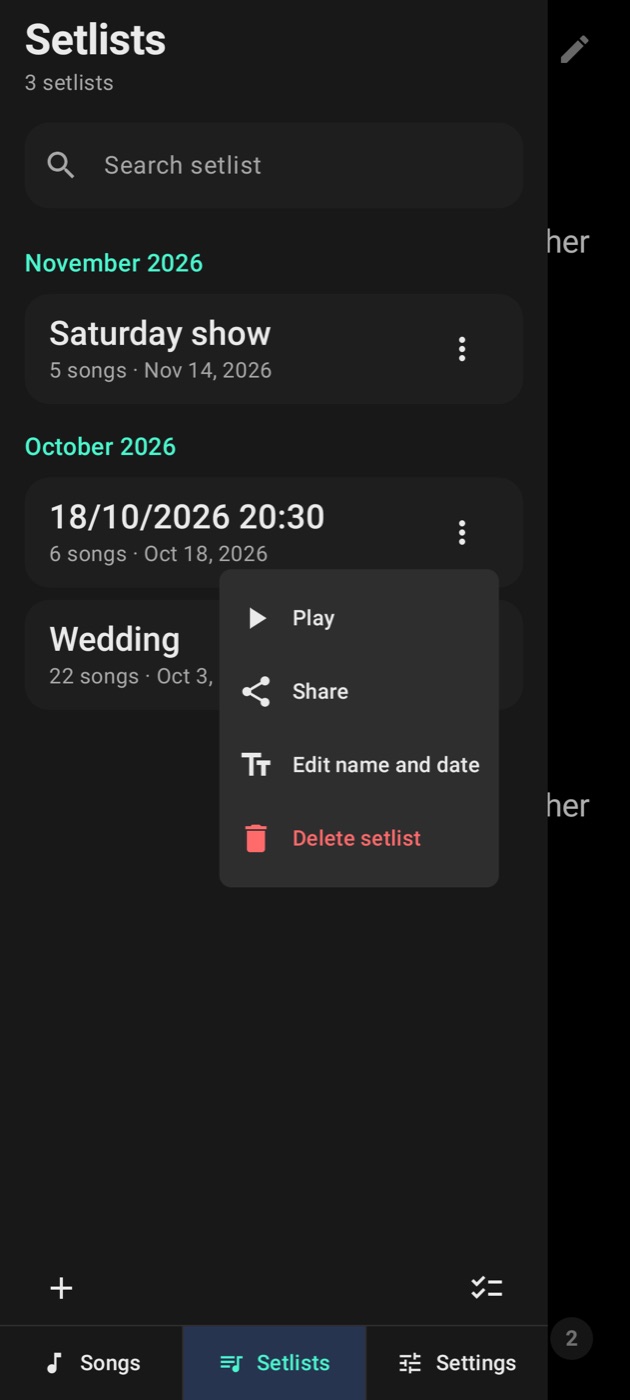 Setlists
3 setlists
Search setlist
November 2026
Saturday show
5 songs · Nov 14, 2026
October 2026
18/10/2026 20:30
6 songs · Oct 18, 2026
Wedding
22 songs · Oct 3,
Play
Share
Edit name and date
Delete setlist
her
her
2
Songs
Setlists
Settings